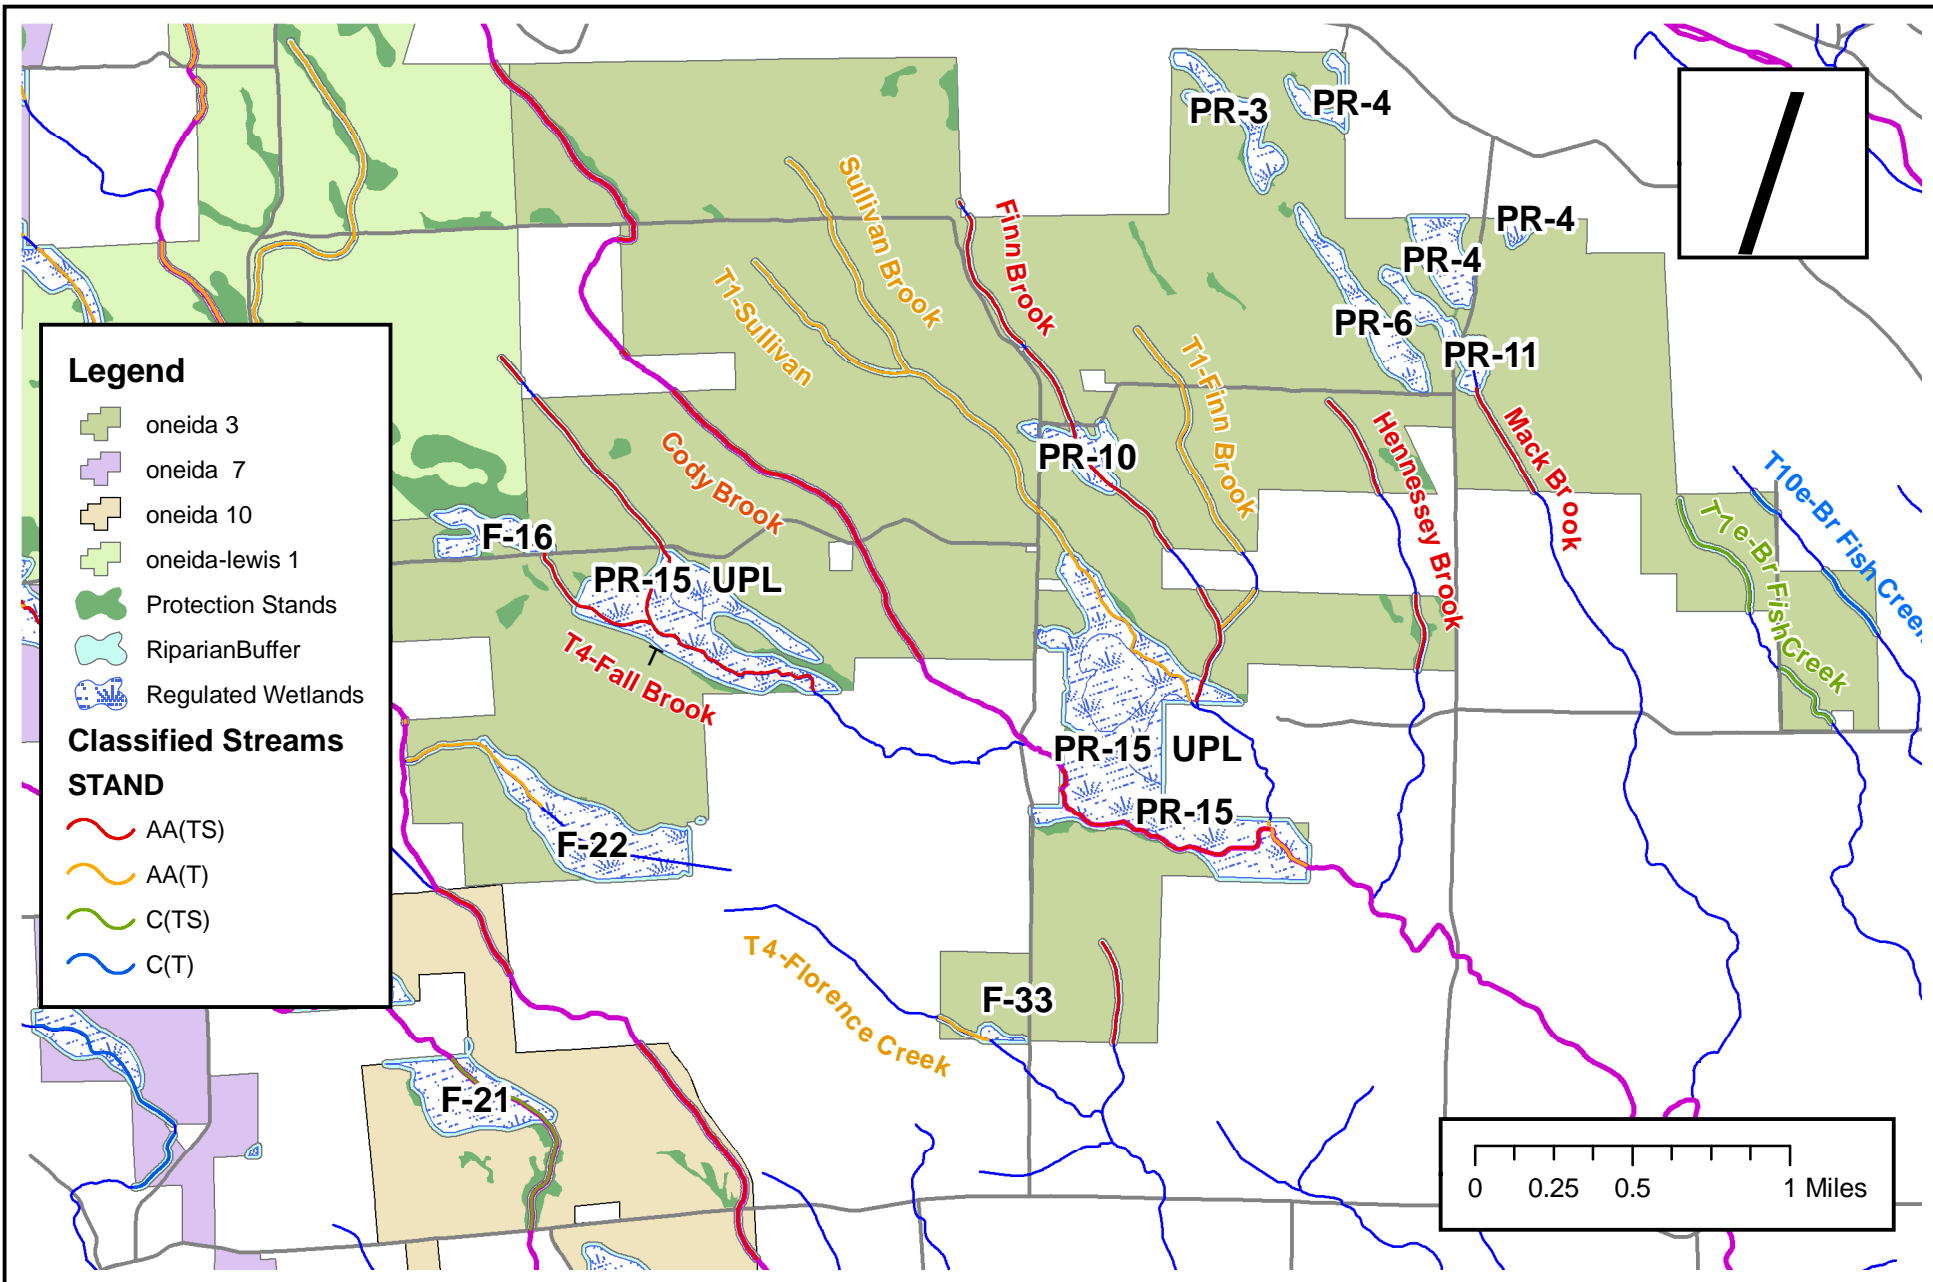 PR-3
PR-4
PR-4
PR-4
PR-6
PR-11
Sullivan Brook
T1-Sullivan
Finn Brook
T1-Finn Brook
Hennessey Brook
Mack Brook
T10e-Br Fish Creek
T7e-Br FishCreek
Cody Brook
PR-10
F-16
PR-15 UPL
T4-Fall Brook
PR-15 UPL
PR-15
F-22
T4-Florence Creek
F-33
F-21
Legend
oneida 3
oneida 7
oneida 10
oneida-lewis 1
Protection Stands
RiparianBuffer
Regulated Wetlands
Classified Streams
STAND
AA(TS)
AA(T)
C(TS)
C(T)
0 0.25 0.5 1 Miles